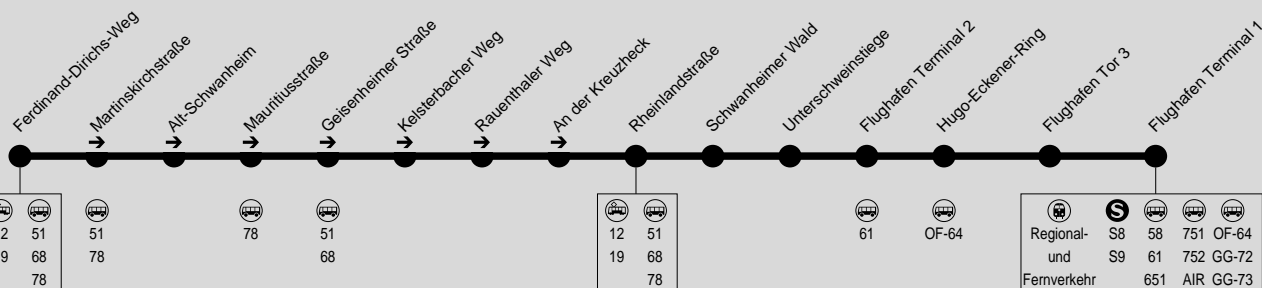 Ferdinand-Dirichs-Weg
Martinskirchstraße
Alt-Schwanheim
Mauritiusstraße
Geisenheimer Straße
Kelsterbacher Weg
Rauenthaler Weg
An der Kreuzheck
Rheinlandstraße
Schwanheimer Wald
Unterschweinstiege
Flughafen Terminal 2
Hugo-Eckener-Ring
Flughafen Tor 3
Flughafen Terminal 1
2 51
9 68
78
51
78
78
51
68
12 51
19 68
78
61
OF-64
S
Regional- S8 58 751 OF-64
und S9 61 752 GG-72
Fernverkehr 651 AIR GG-73